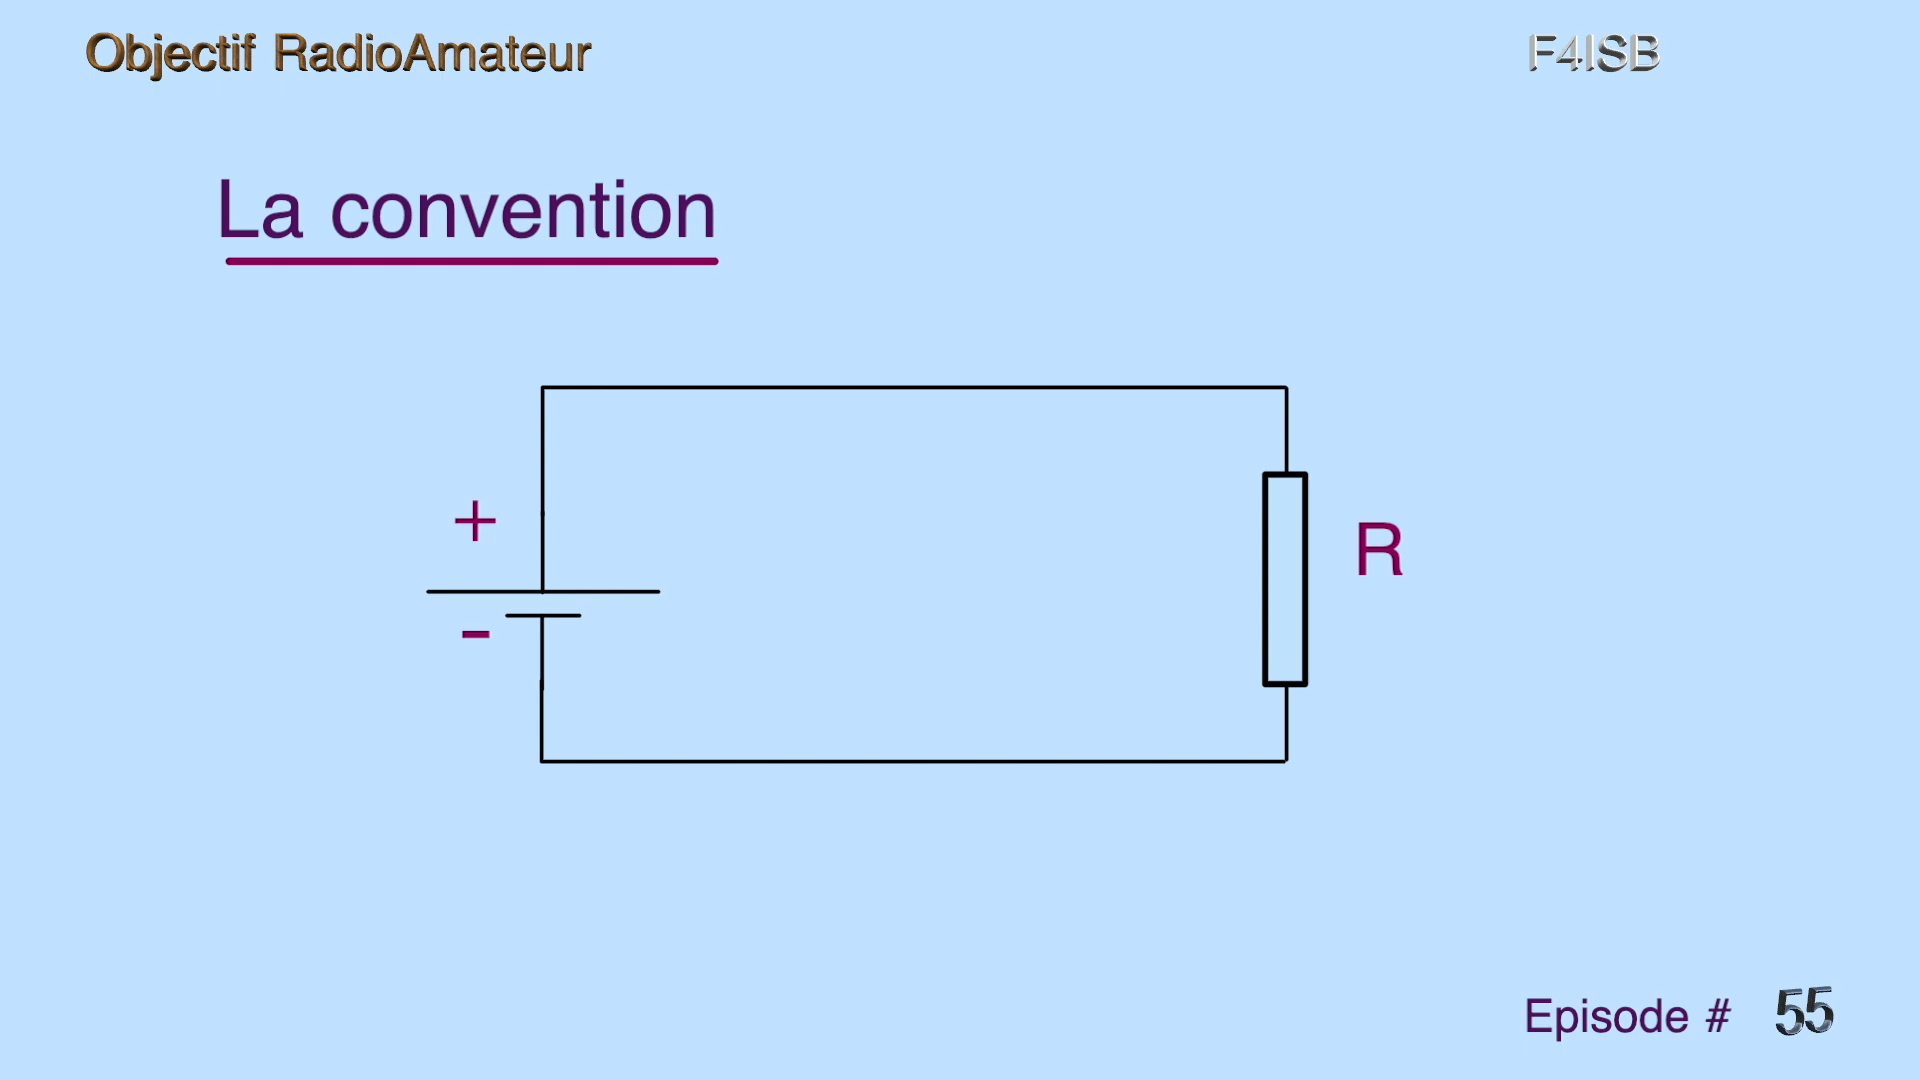 Objectif RadioAmateur
F4ISB
La convention
+
R
-
Episode # 55